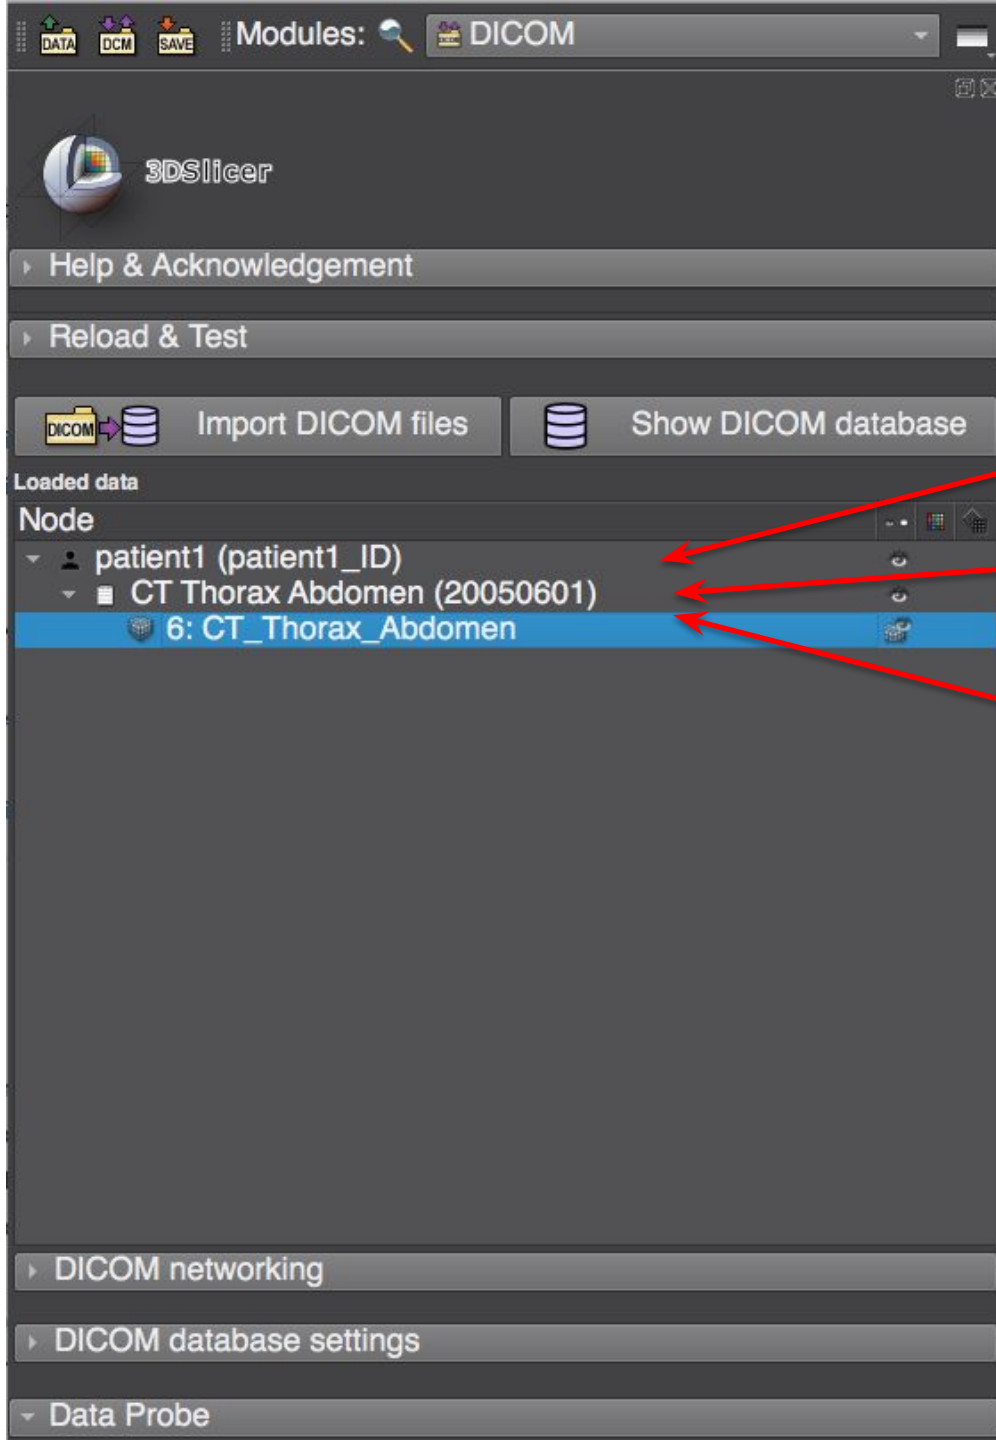 DATA DCM SAVE Modules: DICOM
3DSlicer
Help & Acknowledgement
Reload & Test
DICOM Import DICOM files Show DICOM database
Loaded data
Node
patient1 (patient1_ID)
CT Thorax Abdomen (20050601)
6: CT_Thorax_Abdomen
DICOM networking
DICOM database settings
Data Probe